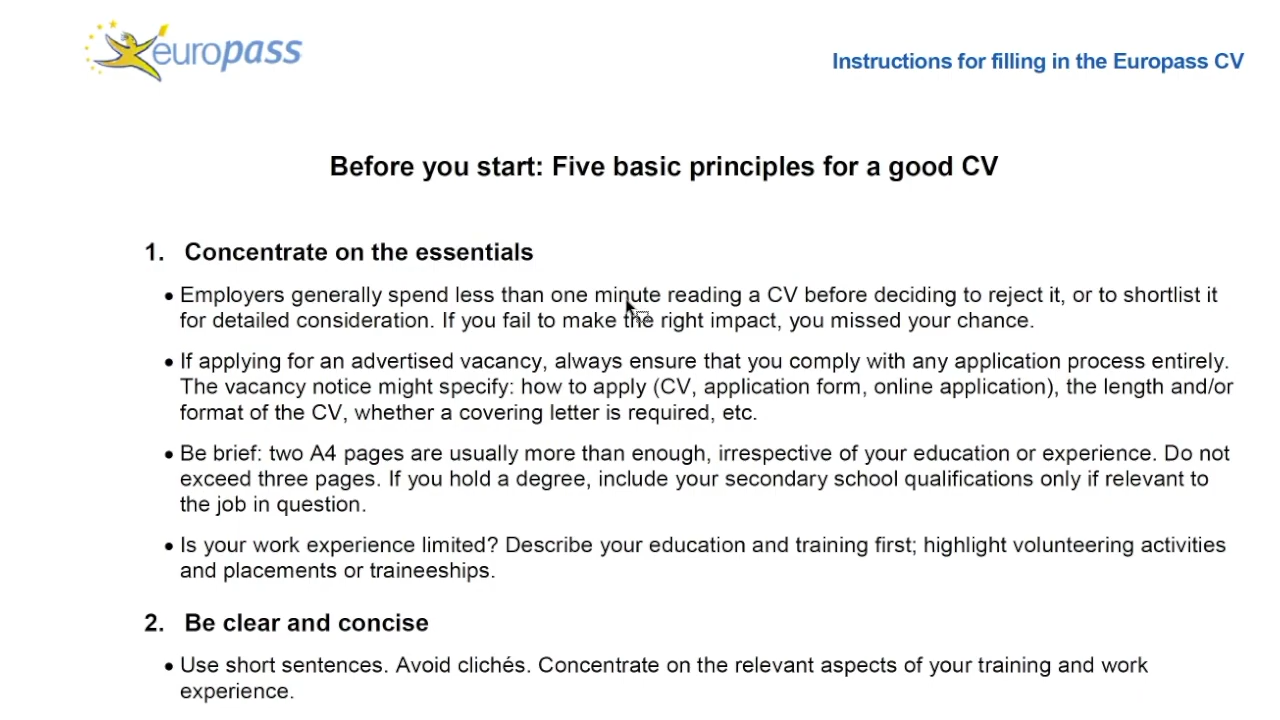 europass
Instructions for filling in the Europass CV
Before you start: Five basic principles for a good CV
1. Concentrate on the essentials
• Employers generally spend less than one minute reading a CV before deciding to reject it, or to shortlist it
for detailed consideration. If you fail to make the right impact, you missed your chance.
• If applying for an advertised vacancy, always ensure that you comply with any application process entirely.
The vacancy notice might specify: how to apply (CV, application form, online application), the length and/or
format of the CV, whether a covering letter is required, etc.
• Be brief: two A4 pages are usually more than enough, irrespective of your education or experience. Do not
exceed three pages. If you hold a degree, include your secondary school qualifications only if relevant to
the job in question.
• Is your work experience limited? Describe your education and training first; highlight volunteering activities
and placements or traineeships.
2. Be clear and concise
• Use short sentences. Avoid clichés. Concentrate on the relevant aspects of your training and work
experience.